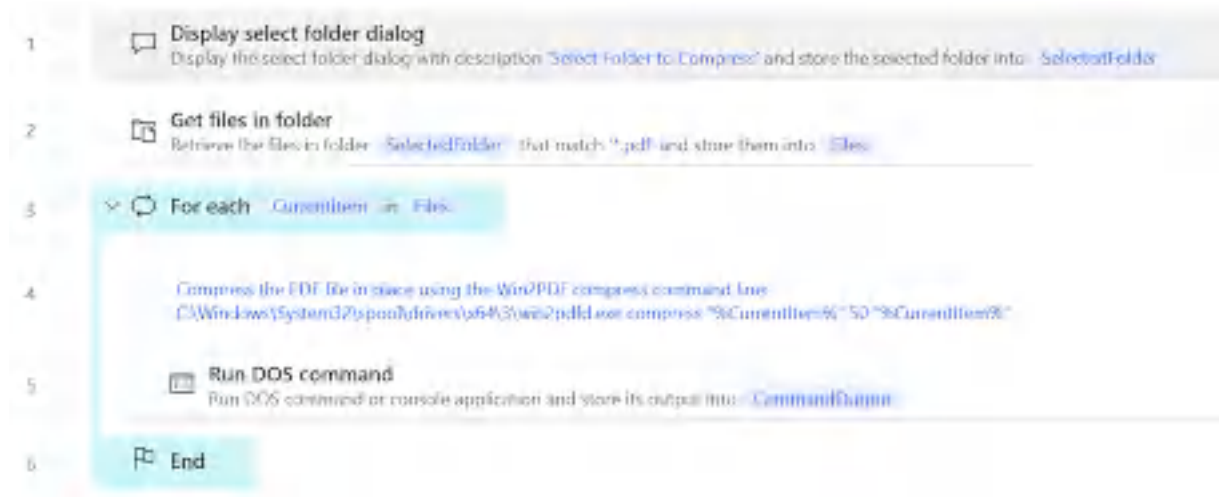 1
Display select folder dialog
Display the select folder dialog with description 'Select Folder to Compress' and store the selected folder into SelectedFolder
2
Get files in folder
Retrieve the files in folder SelectedFolder that match '*.pdf' and store them into Files
3
For each CurrentItem in Files
4
Compress the PDF file in place using the Win2PDF compress command line
C:\Windows\System32\spool\drivers\x64\3\win2pdfd.exe compress "%CurrentItem%" 50 "%CurrentItem%"
5
Run DOS command
Run DOS command or console application and store its output into CommandOutput
6
End